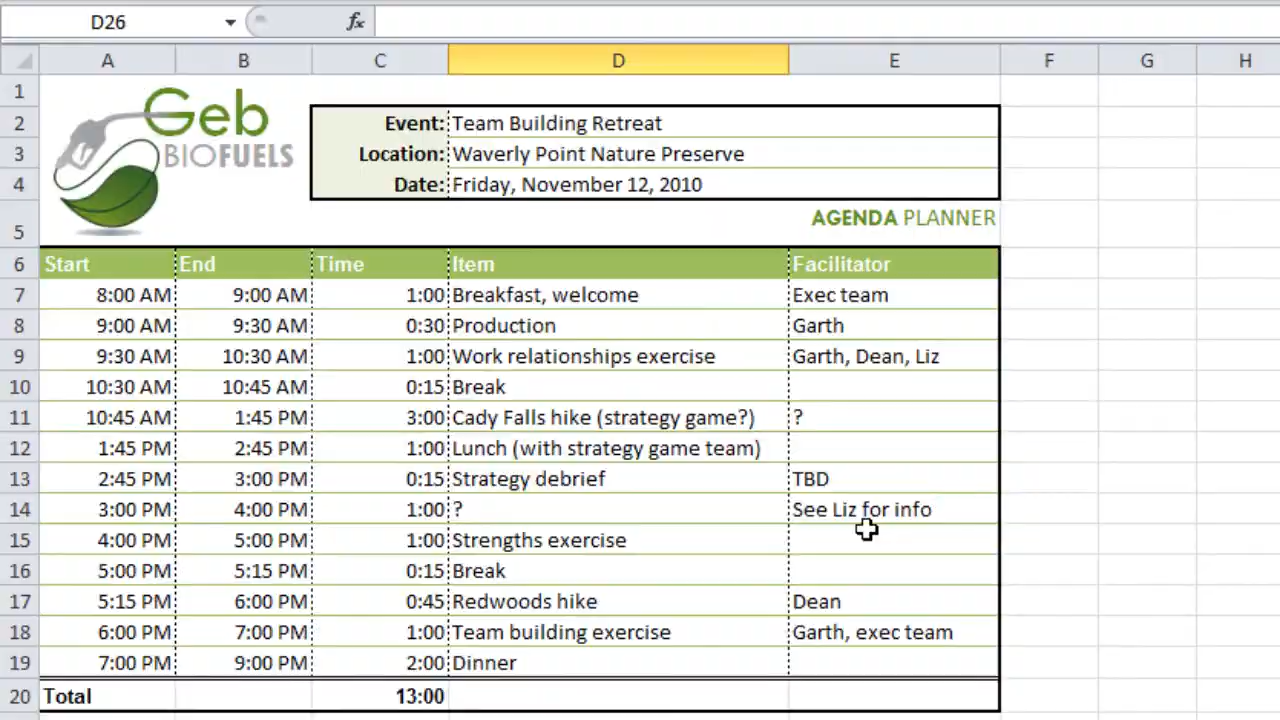 D26 fx
A B C D E F G H
1
Geb
BIOFUELS
2 Event: Team Building Retreat
3 Location: Waverly Point Nature Preserve
4 Date: Friday, November 12, 2010
5 AGENDA PLANNER
6 Start End Time Item Facilitator
7 8:00 AM 9:00 AM 1:00 Breakfast, welcome Exec team
8 9:00 AM 9:30 AM 0:30 Production Garth
9 9:30 AM 10:30 AM 1:00 Work relationships exercise Garth, Dean, Liz
10 10:30 AM 10:45 AM 0:15 Break
11 10:45 AM 1:45 PM 3:00 Cady Falls hike (strategy game?) ?
12 1:45 PM 2:45 PM 1:00 Lunch (with strategy game team)
13 2:45 PM 3:00 PM 0:15 Strategy debrief TBD
14 3:00 PM 4:00 PM 1:00 ? See Liz for info
15 4:00 PM 5:00 PM 1:00 Strengths exercise
16 5:00 PM 5:15 PM 0:15 Break
17 5:15 PM 6:00 PM 0:45 Redwoods hike Dean
18 6:00 PM 7:00 PM 1:00 Team building exercise Garth, exec team
19 7:00 PM 9:00 PM 2:00 Dinner
20 Total 13:00